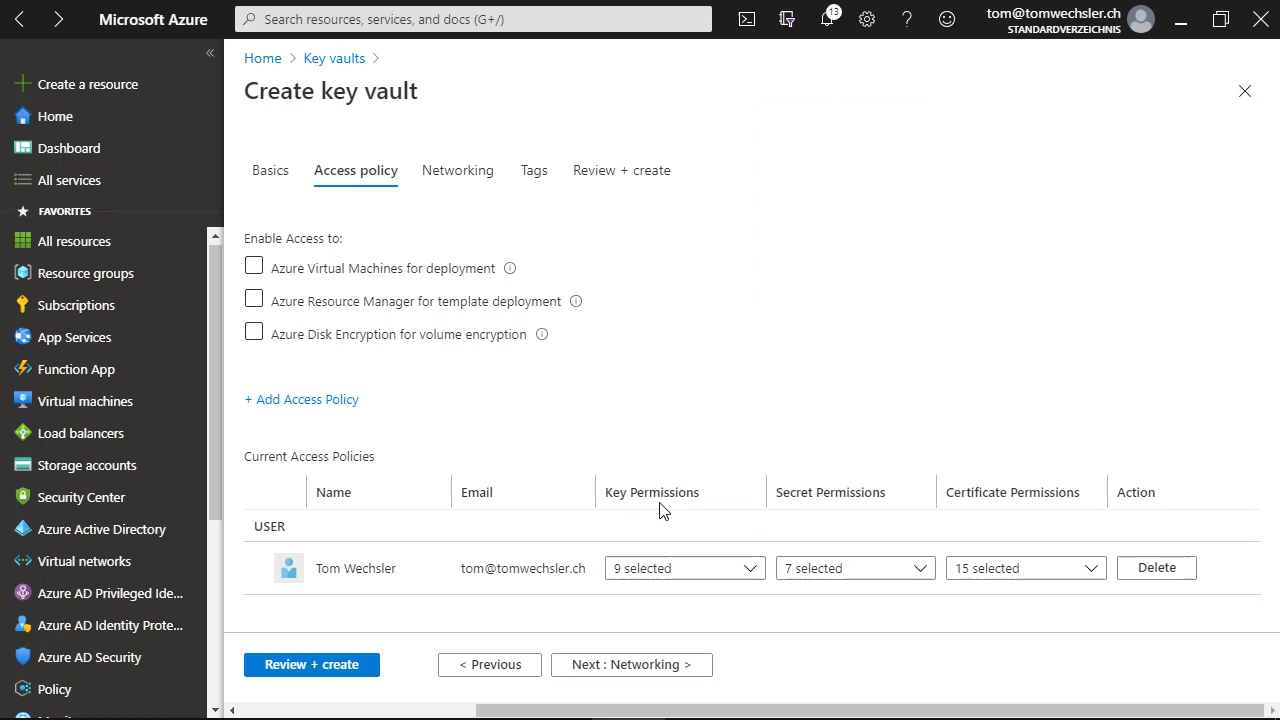 Microsoft Azure
Search resources, services, and docs (G+/)
13
tom@tomwechsler.ch
STANDARDVERZEICHNIS
Create a resource
Home
Dashboard
All services
FAVORITES
All resources
Resource groups
Subscriptions
App Services
Function App
Virtual machines
Load balancers
Storage accounts
Security Center
Azure Active Directory
Virtual networks
Azure AD Privileged Ide...
Azure AD Identity Prote...
Azure AD Security
Policy
Home > Key vaults >
Create key vault
Basics Access policy Networking Tags Review + create
Enable Access to:
Azure Virtual Machines for deployment
Azure Resource Manager for template deployment
Azure Disk Encryption for volume encryption
+ Add Access Policy
Current Access Policies
Name Email Key Permissions Secret Permissions Certificate Permissions Action
USER
Tom Wechsler tom@tomwechsler.ch 9 selected 7 selected 15 selected Delete
Review + create < Previous Next : Networking >